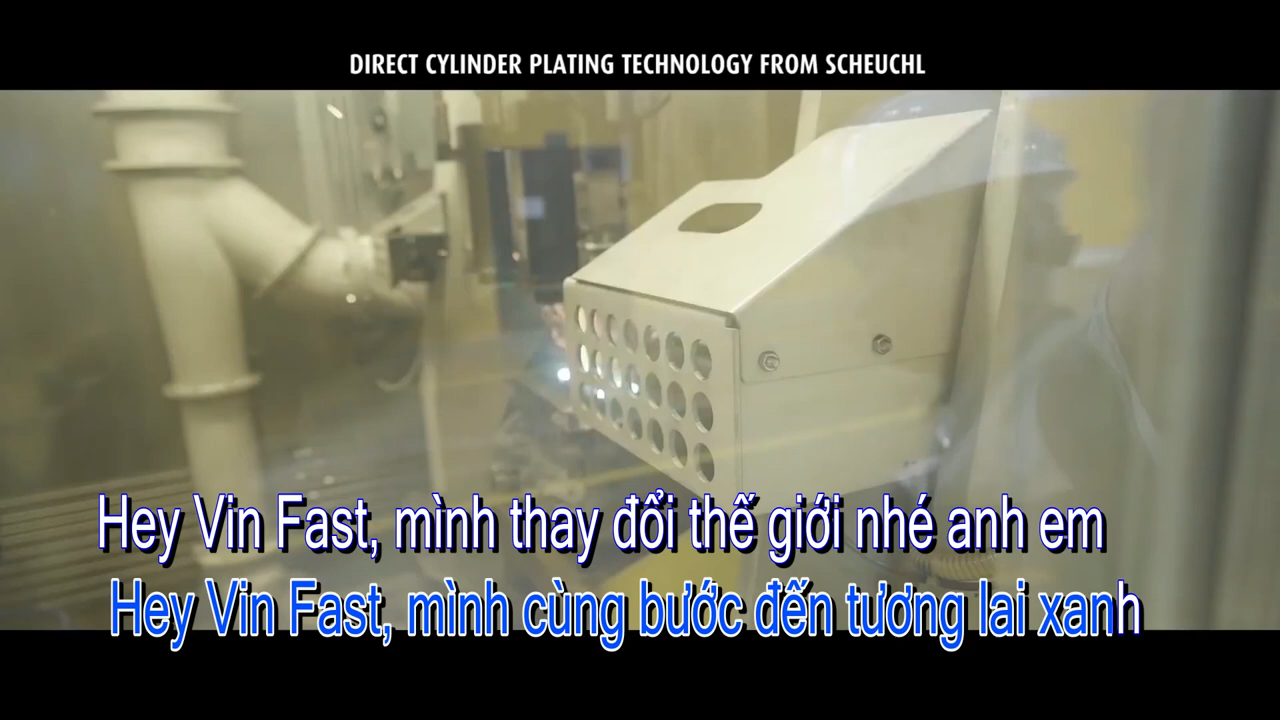 DIRECT CYLINDER PLATING TECHNOLOGY FROM SCHEUCHL
Hey Vin Fast, mình thay đổi thế giới nhé anh em
Hey Vin Fast, mình cùng bước đến tương lai xanh